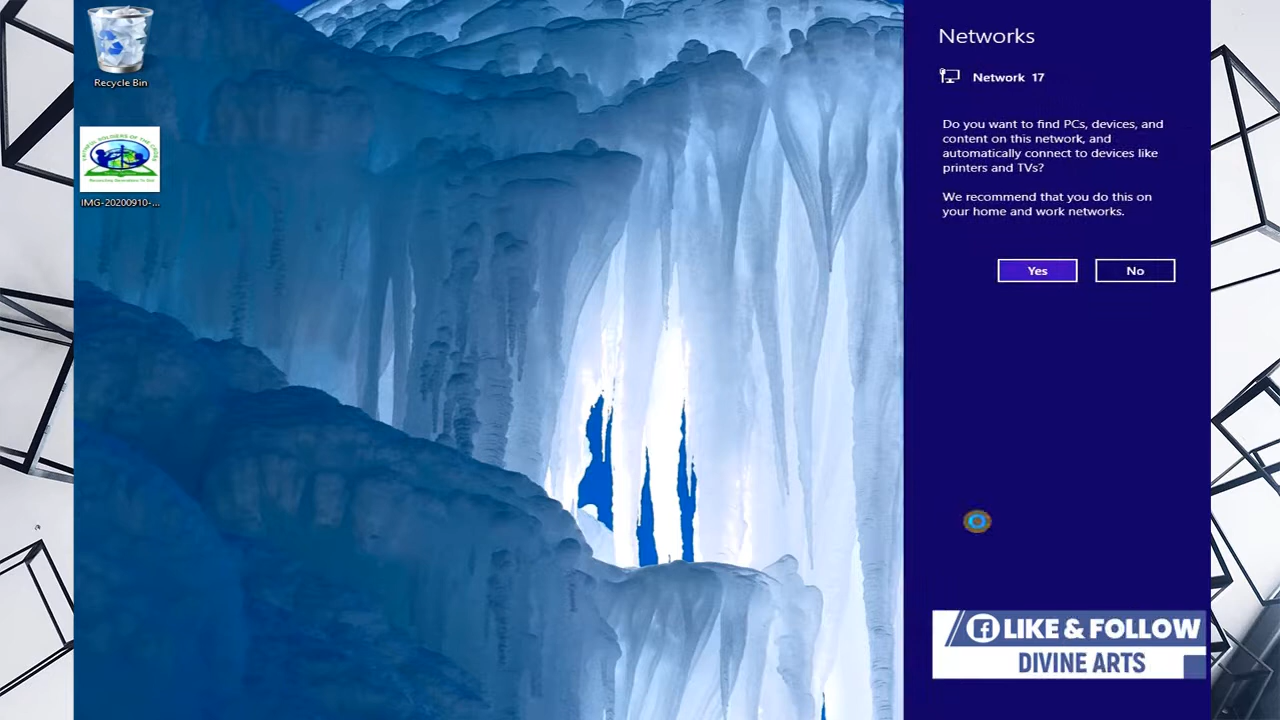 Recycle Bin
IMG-20200910-...
Networks
Network 17
Do you want to find PCs, devices, and
content on this network, and
automatically connect to devices like
printers and TVs?
We recommend that you do this on
your home and work networks.
Yes
No
LIKE & FOLLOW
DIVINE ARTS